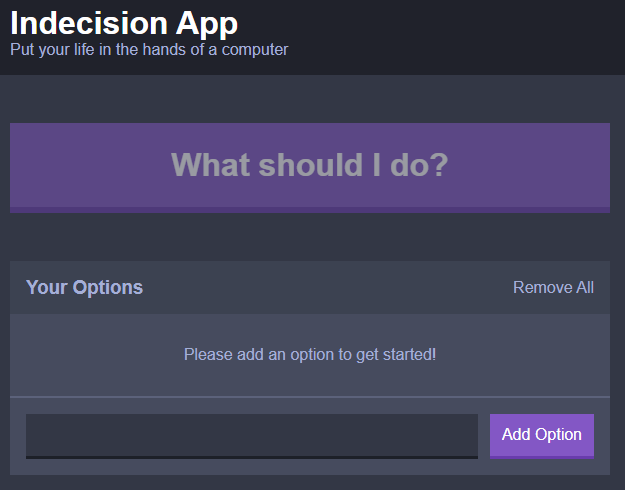 Indecision App
Put your life in the hands of a computer
What should I do?
Your Options
Remove All
Please add an option to get started!
Add Option